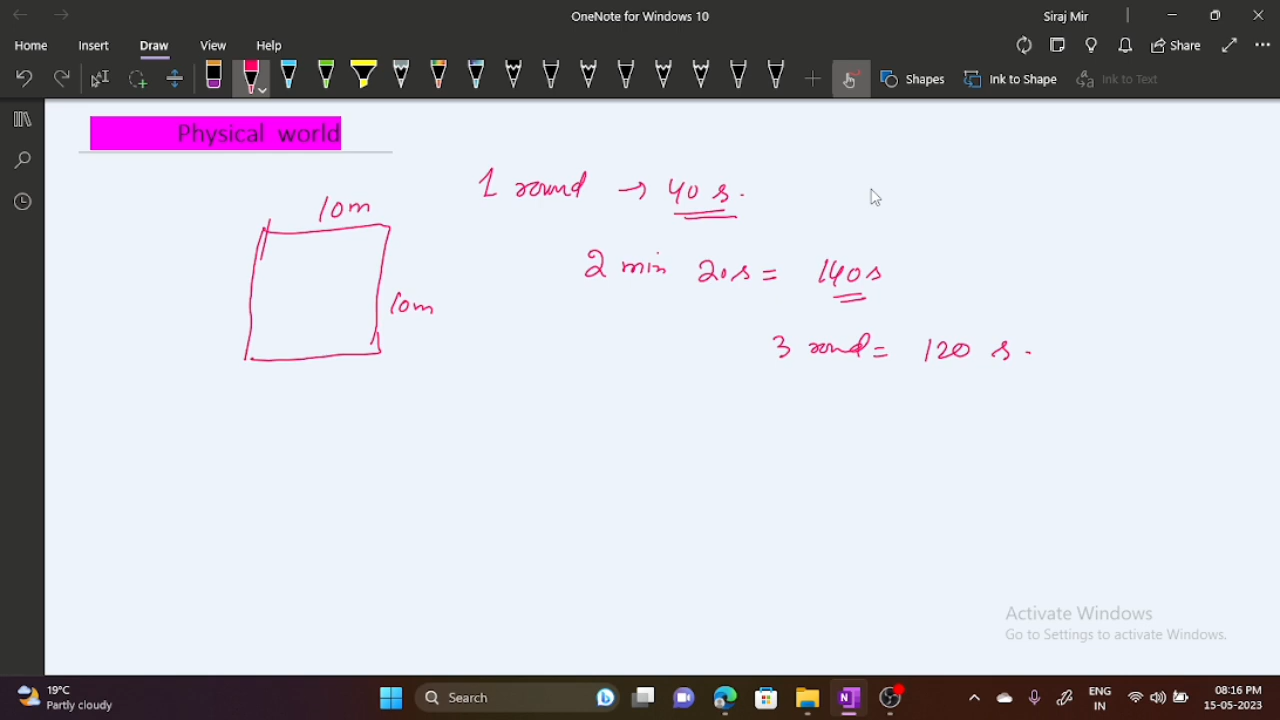 OneNote for Windows 10
Siraj Mir
Home Insert Draw View Help
Share
Shapes
Ink to Shape
Ink to Text
Physical world
1 round → 40 s.
10m
2 min 20s = 140s
10m
3 round = 120 s.
Activate Windows
Go to Settings to activate Windows.
19°C
Partly cloudy
Search
ENG
IN
08:16 PM
15-05-2023